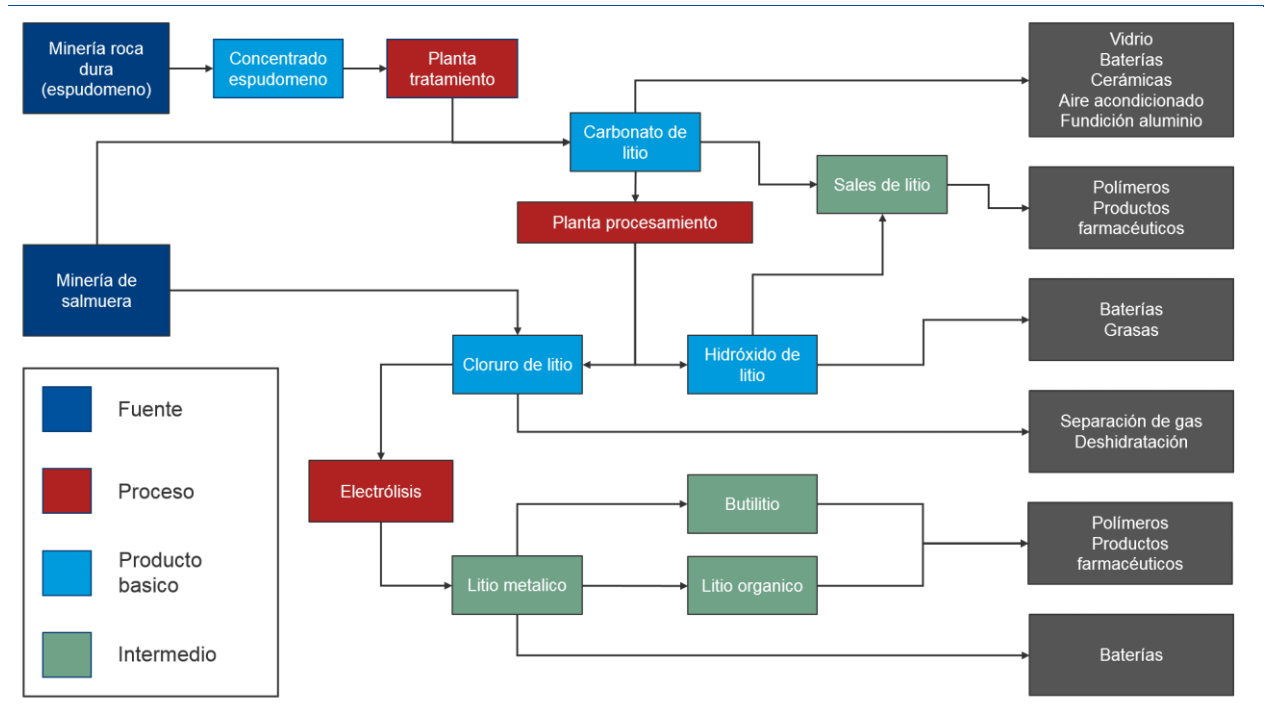 Minería roca
dura
(espudomeno)
Concentrado
espudomeno
Planta
tratamiento
Vidrio
Baterías
Cerámicas
Aire acondicionado
Fundición aluminio
Carbonato de
litio
Sales de litio
Polímeros
Productos
farmacéuticos
Planta procesamiento
Minería de
salmuera
Baterías
Grasas
Cloruro de litio
Hidróxido de
litio
Separación de gas
Deshidratación
Electrólisis
Butilitio
Polímeros
Productos
farmacéuticos
Litio metalico
Litio organico
Baterías
Fuente
Proceso
Producto
basico
Intermedio